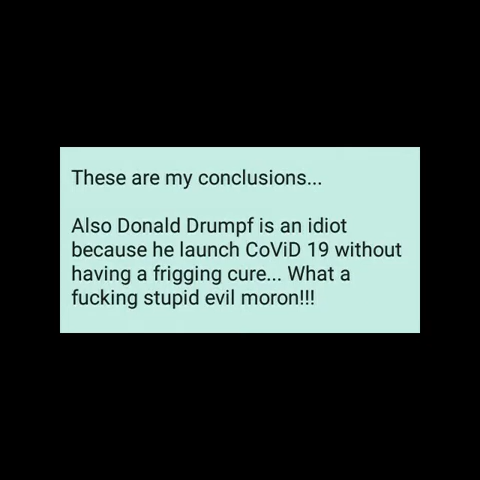 These are my conclusions...
Also Donald Drumpf is an idiot
because he launch CoViD 19 without
having a frigging cure... What a
fucking stupid evil moron!!!